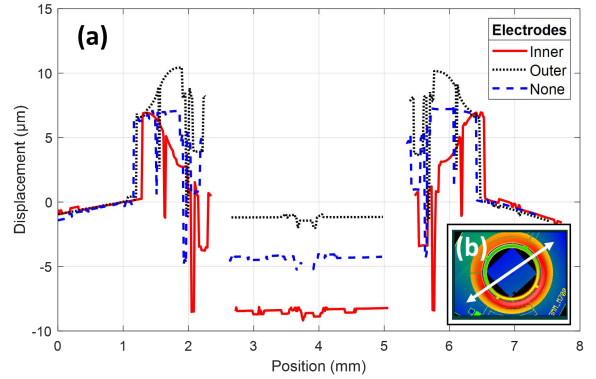 (a)
Electrodes
Inner
Outer
None
15
10
5
0
-5
-10
Displacement (μm)
(b)
0
1
2
3
4
5
6
7
8
Position (mm)